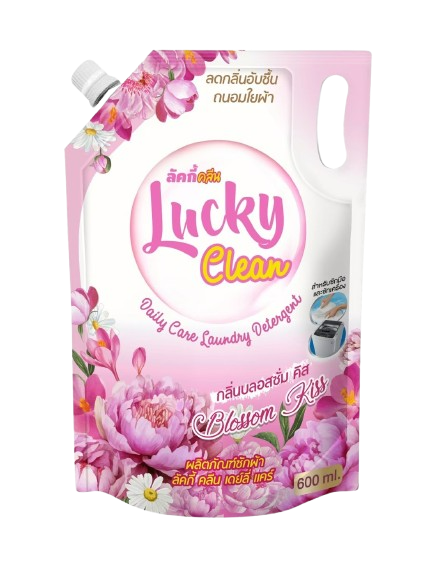 ลดกลิ่นอับชื้น
ถนอมใยผ้า
ลัคกี้คลีน
Lucky
Clean
Daily Care Laundry Detergent
สำหรับซักมือ
และซักเครื่อง
กลิ่นบลอสซั่ม คิส
Blossom Kiss
ผลิตภัณฑ์ซักผ้า
ลัคกี้ คลีน เดย์ลี่ แคร์
600 ml.